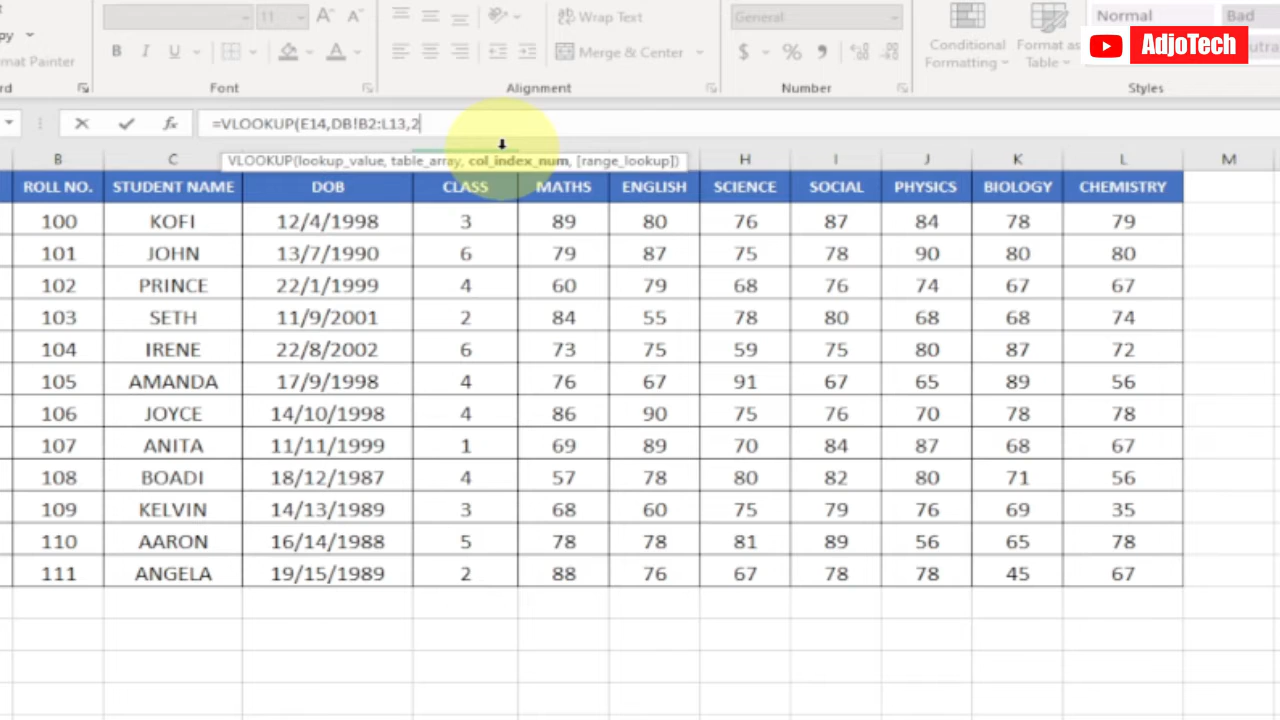 11
Wrap Text
General
Normal
Bad
py
B I U
Merge & Center
$ % ,
Conditional
Formatting
Format as
Table
mat Painter
AdjoTech
rd
Font
Alignment
Number
Styles
fx
=VLOOKUP(E14,DB!B2:L13,2
VLOOKUP(lookup_value, table_array, col_index_num, [range_lookup])
B C H I J K L M
ROLL NO. STUDENT NAME DOB CLASS MATHS ENGLISH SCIENCE SOCIAL PHYSICS BIOLOGY CHEMISTRY
100 KOFI 12/4/1998 3 89 80 76 87 84 78 79
101 JOHN 13/7/1990 6 79 87 75 78 90 80 80
102 PRINCE 22/1/1999 4 60 79 68 76 74 67 67
103 SETH 11/9/2001 2 84 55 78 80 68 68 74
104 IRENE 22/8/2002 6 73 75 59 75 80 87 72
105 AMANDA 17/9/1998 4 76 67 91 67 65 89 56
106 JOYCE 14/10/1998 4 86 90 75 76 70 78 78
107 ANITA 11/11/1999 1 69 89 70 84 87 68 67
108 BOADI 18/12/1987 4 57 78 80 82 80 71 56
109 KELVIN 14/13/1989 3 68 60 75 79 76 69 35
110 AARON 16/14/1988 5 78 78 81 89 56 65 78
111 ANGELA 19/15/1989 2 88 76 67 78 78 45 67